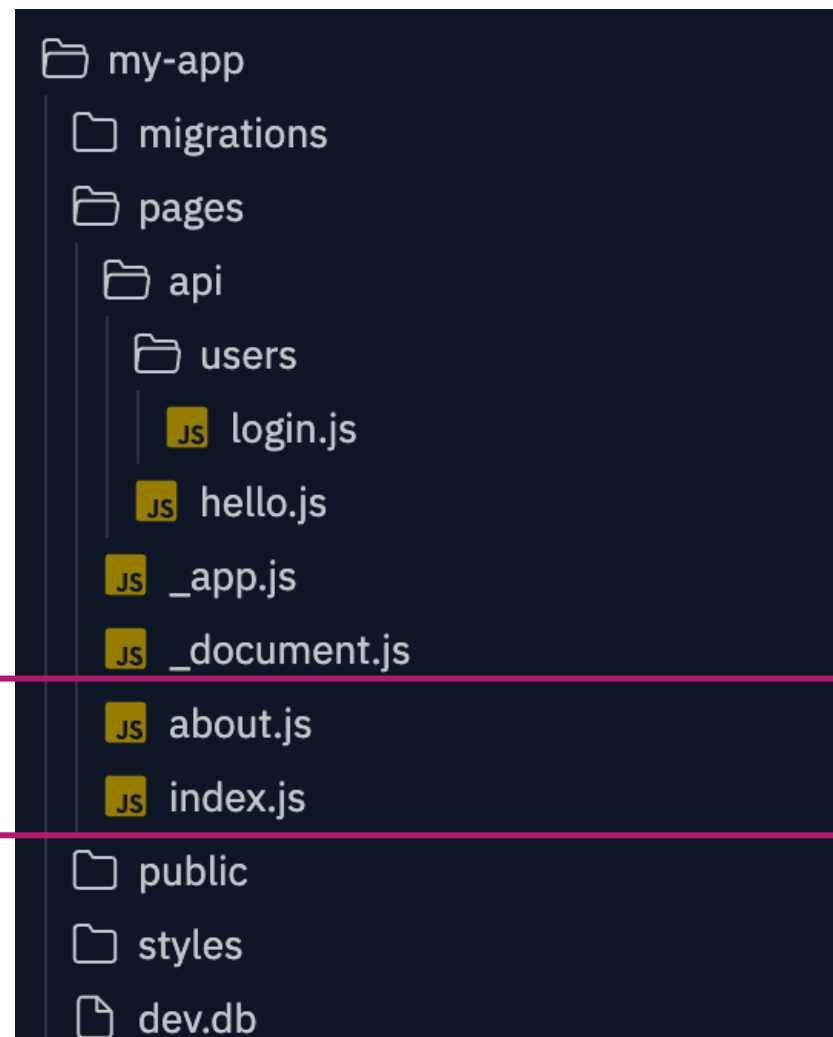 my-app
migrations
pages
api
users
JS login.js
JS hello.js
JS _app.js
JS _document.js
JS about.js
JS index.js
public
styles
dev.db